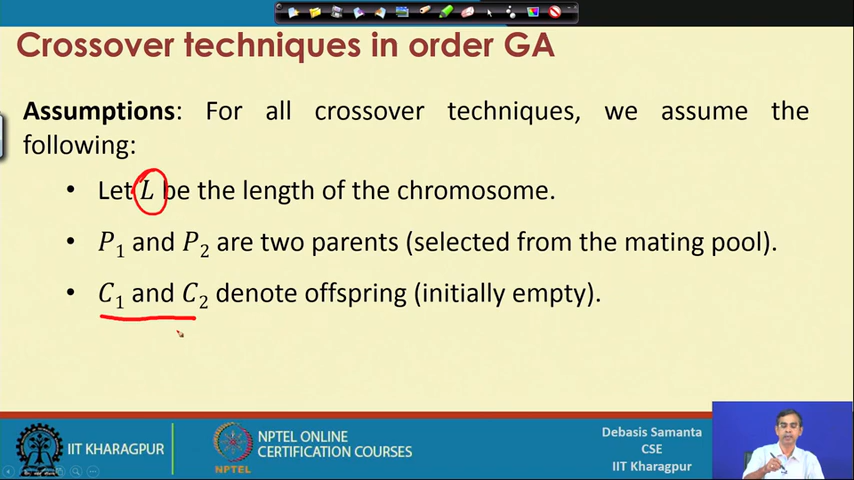 Crossover techniques in order GA
Assumptions: For all crossover techniques, we assume the
following:
• Let L be the length of the chromosome.
• P₁ and P₂ are two parents (selected from the mating pool).
• C₁ and C₂ denote offspring (initially empty).
IIT KHARAGPUR
NPTEL
NPTEL ONLINE
CERTIFICATION COURSES
Debasis Samanta
CSE
IIT Kharagpur